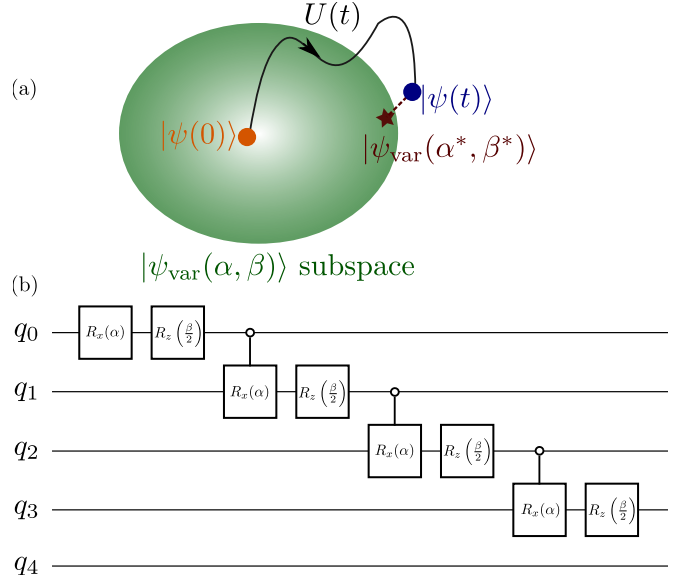 U(t)
(a)
|ψ(t)⟩
|ψ(0)⟩
|ψ_var(α*, β*)⟩
|ψ_var(α, β)⟩ subspace
(b)
q_0 R_x(α) R_z(β/2)
q_1 R_x(α) R_z(β/2)
q_2 R_x(α) R_z(β/2)
q_3 R_x(α) R_z(β/2)
q_4